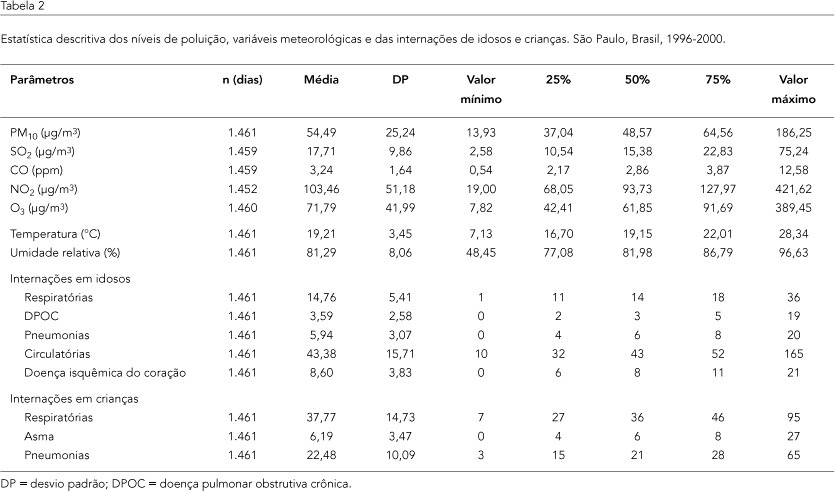 Tabela 2
Estatística descritiva dos níveis de poluição, variáveis meteorológicas e das internações de idosos e crianças. São Paulo, Brasil, 1996-2000.
Parâmetros n (dias) Média DP Valor mínimo 25% 50% 75% Valor máximo
PM10 (µg/m³) 1.461 54,49 25,24 13,93 37,04 48,57 64,56 186,25
SO2 (µg/m³) 1.459 17,71 9,86 2,58 10,54 15,38 22,83 75,24
CO (ppm) 1.459 3,24 1,64 0,54 2,17 2,86 3,87 12,58
NO2 (µg/m³) 1.452 103,46 51,18 19,00 68,05 93,73 127,97 421,62
O3 (µg/m³) 1.460 71,79 41,99 7,82 42,41 61,85 91,69 389,45
Temperatura (°C) 1.461 19,21 3,45 7,13 16,70 19,15 22,01 28,34
Umidade relativa (%) 1.461 81,29 8,06 48,45 77,08 81,98 86,79 96,63
Internações em idosos
Respiratórias 1.461 14,76 5,41 1 11 14 18 36
DPOC 1.461 3,59 2,58 0 2 3 5 19
Pneumonias 1.461 5,94 3,07 0 4 6 8 20
Circulatórias 1.461 43,38 15,71 10 32 43 52 165
Doença isquêmica do coração 1.461 8,60 3,83 0 6 8 11 21
Internações em crianças
Respiratórias 1.461 37,77 14,73 7 27 36 46 95
Asma 1.461 6,19 3,47 0 4 6 8 27
Pneumonias 1.461 22,48 10,09 3 15 21 28 65
DP = desvio padrão; DPOC = doença pulmonar obstrutiva crônica.